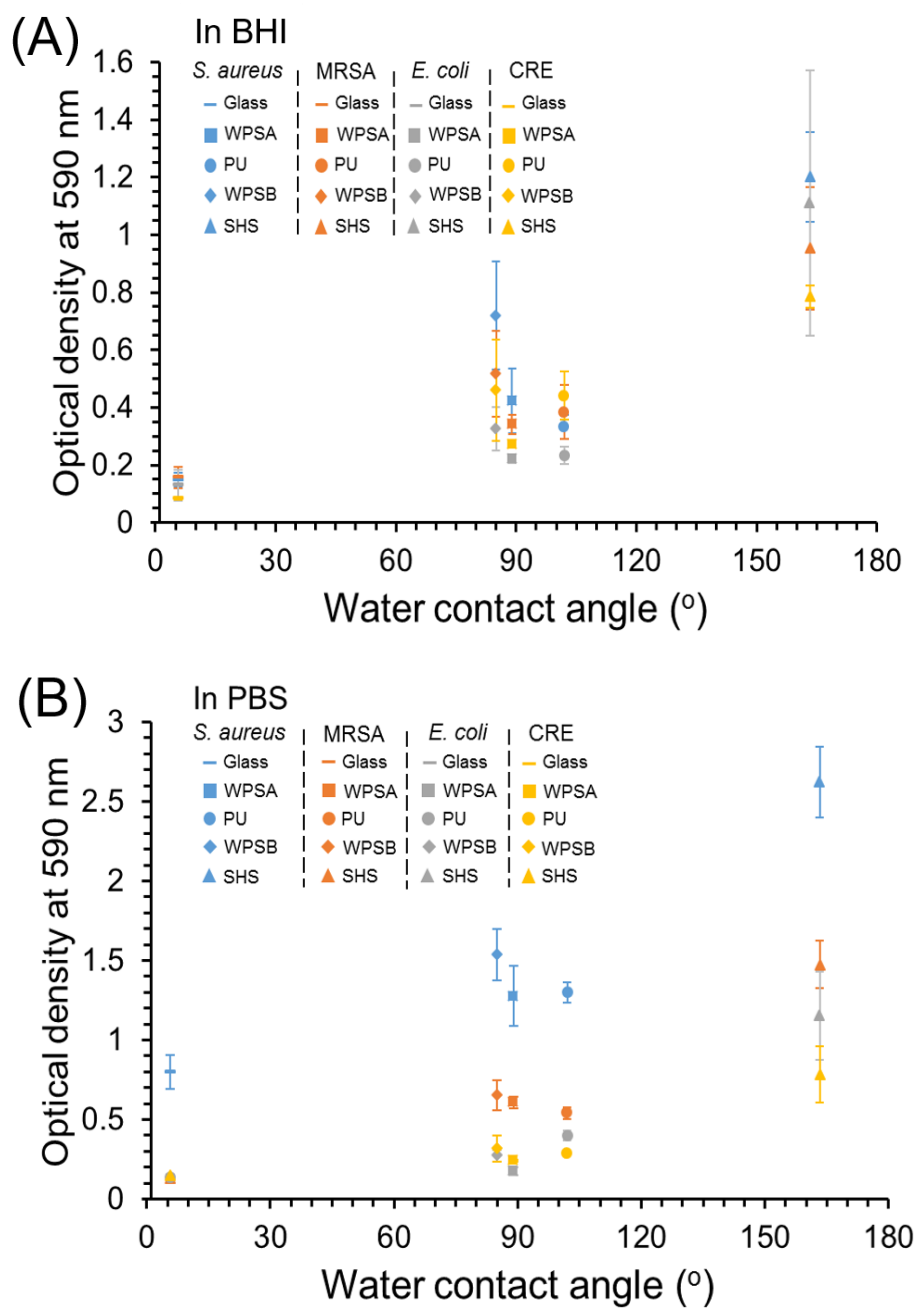 (A) In BHI
S. aureus MRSA E. coli CRE
Glass Glass Glass Glass
WPSA WPSA WPSA WPSA
PU PU PU PU
WPSB WPSB WPSB WPSB
SHS SHS SHS SHS
1.6
1.4
1.2
1
0.8
0.6
0.4
0.2
0
Optical density at 590 nm
0 30 60 90 120 150 180
Water contact angle (o)
(B) In PBS
S. aureus MRSA E. coli CRE
Glass Glass Glass Glass
WPSA WPSA WPSA WPSA
PU PU PU PU
WPSB WPSB WPSB WPSB
SHS SHS SHS SHS
3
2.5
2
1.5
1
0.5
0
Optical density at 590 nm
0 30 60 90 120 150 180
Water contact angle (o)